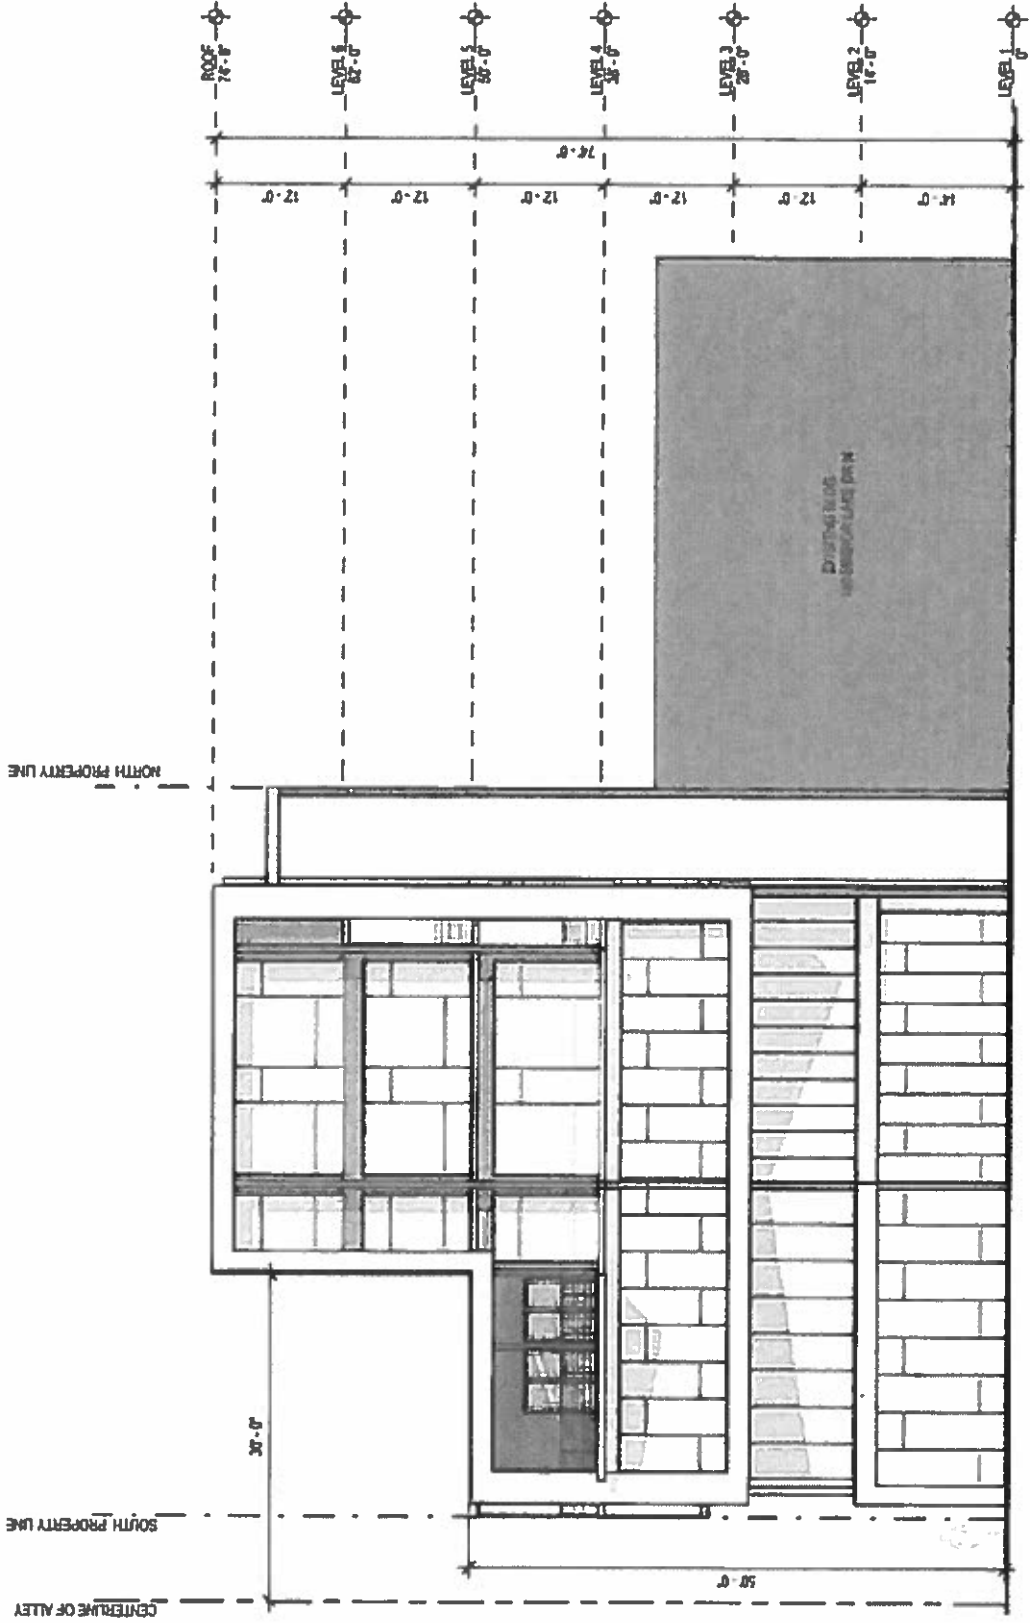 ROOF
74'-0"
LEVEL 6
62'-0"
LEVEL 5
50'-0"
LEVEL 4
38'-0"
LEVEL 3
26'-0"
LEVEL 2
14'-0"
LEVEL 1
0"
74'-0"
12'-0"
12'-0"
12'-0"
12'-0"
12'-0"
14'-0"
EXISTING BLDG
NORTH PROPERTY LINE
30'-0"
SOUTH PROPERTY LINE
50'-0"
CENTERLINE OF ALLEY